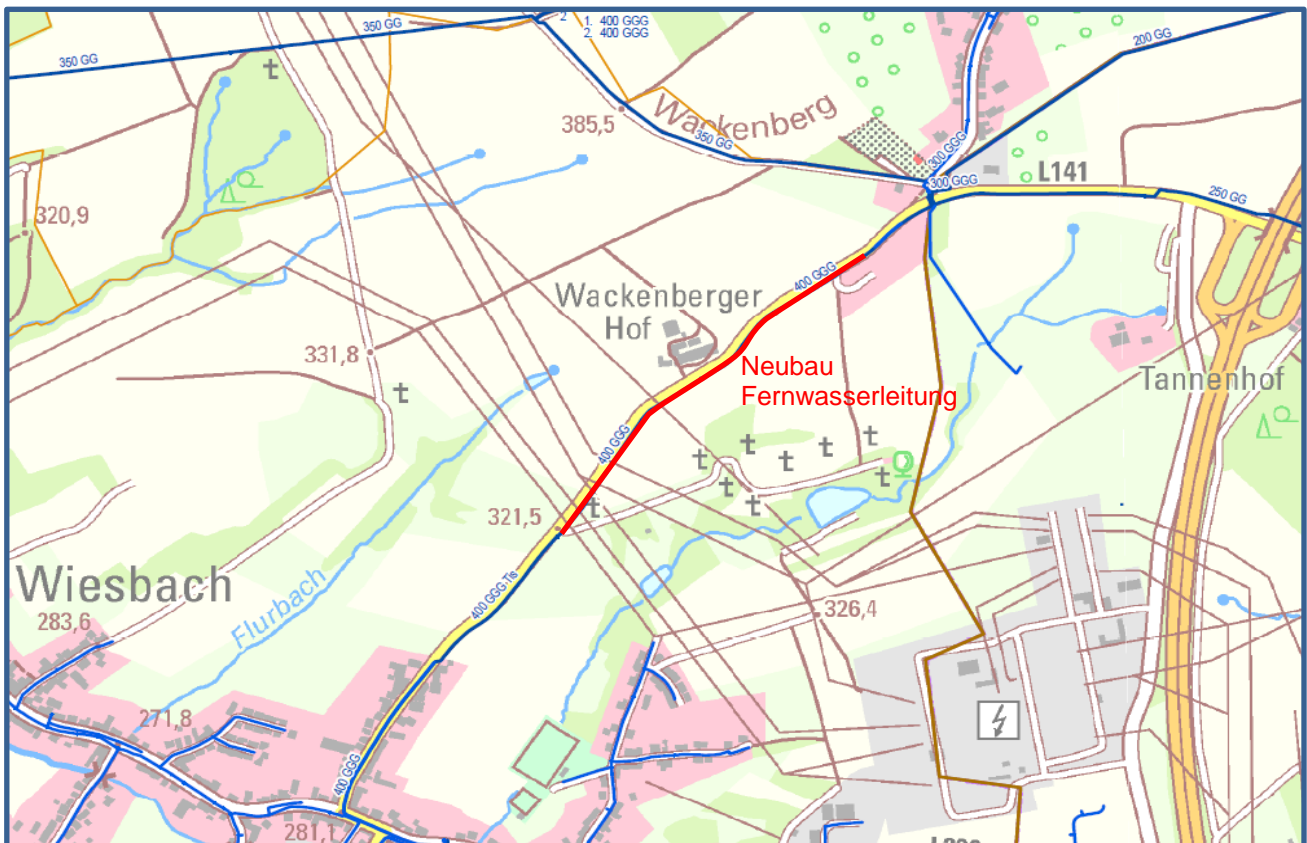 350 GG
350 GG
2
1. 400 GGG
2. 400 GGG
200 GG
385,5
Wackenberg
350 GG
300 GGG
300 GGG
L141
250 GG
320,9
400 GGG
Wackenberger
Hof
331,8
Neubau
Fernwasserleitung
Tannenhof
400 GGG
321,5
400 GGG-Tis
Wiesbach
283,6
Flurbach
326,4
271,8
400 GGG
281,1